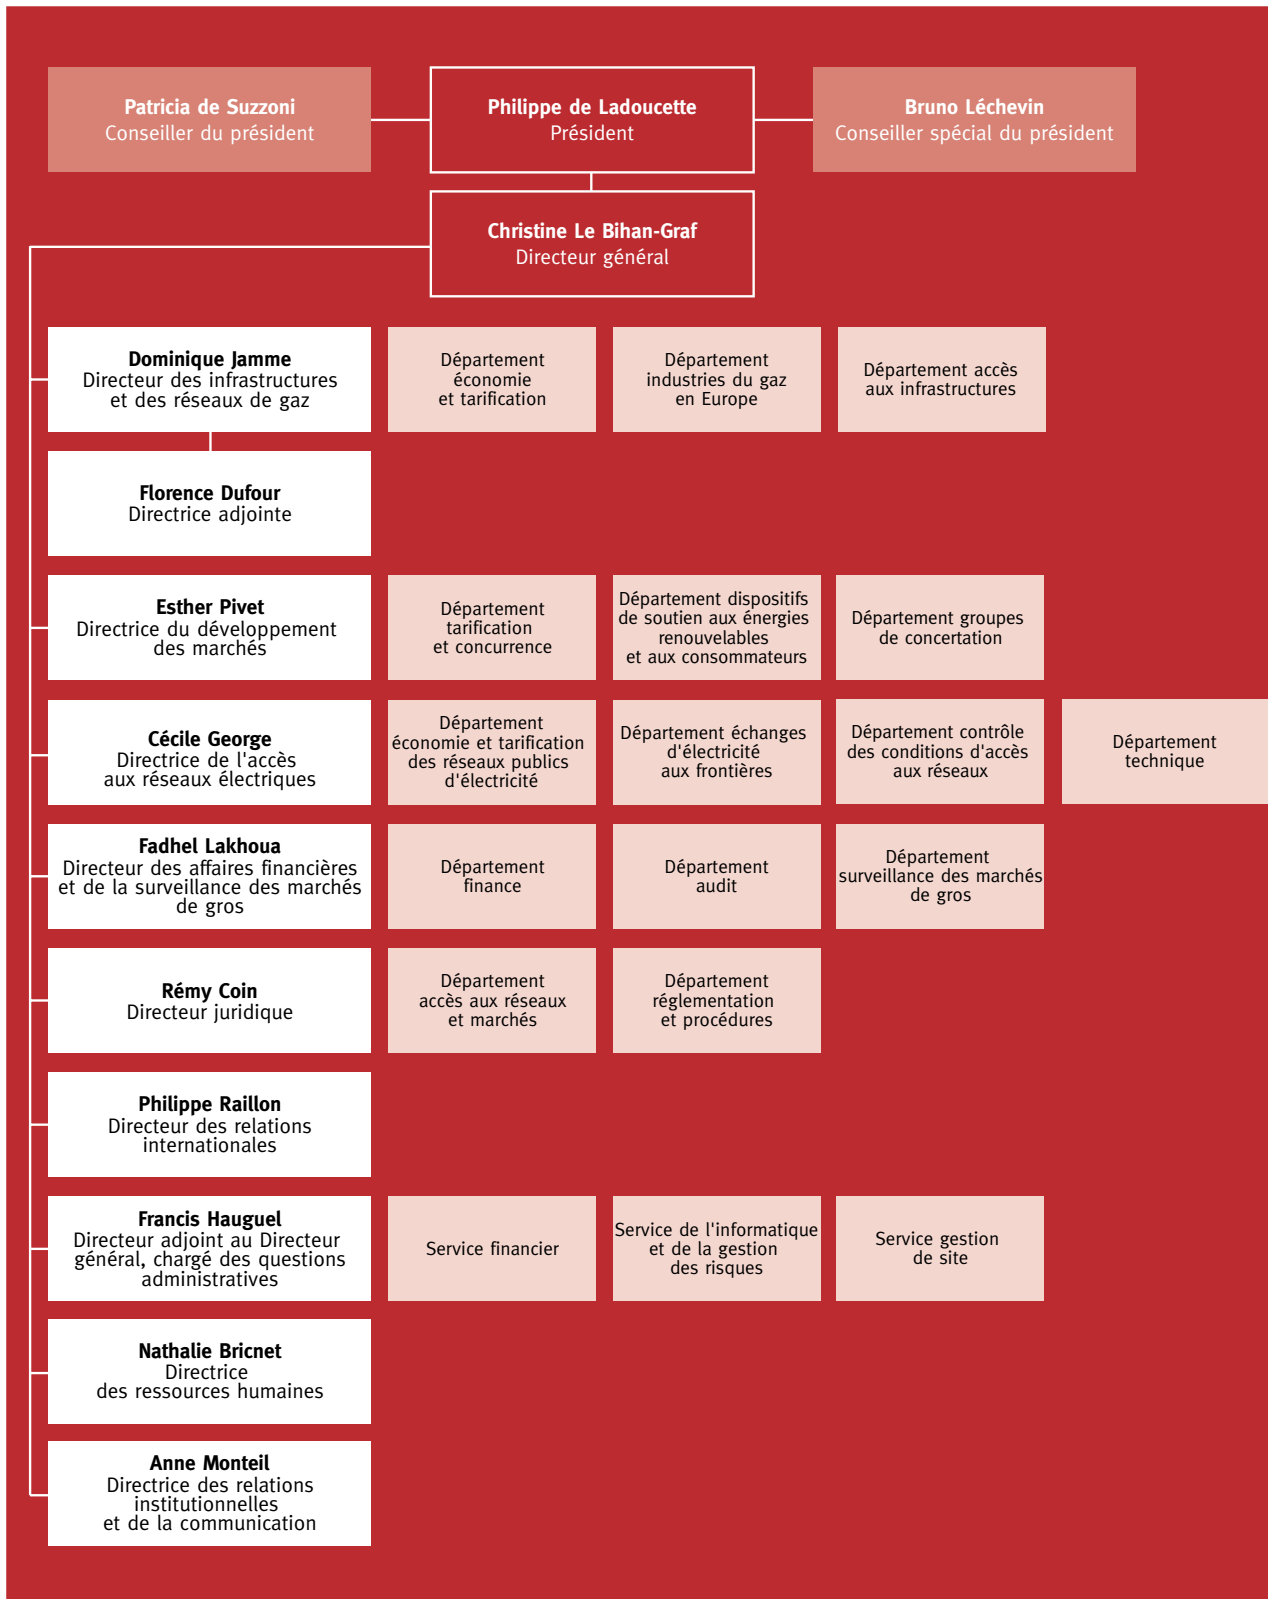 Patricia de Suzzoni
Conseiller du président
Philippe de Ladoucette
Président
Bruno Léchevin
Conseiller spécial du président
Christine Le Bihan-Graf
Directeur général
Dominique Jamme
Directeur des infrastructures
et des réseaux de gaz
Département
économie
et tarification
Département
industries du gaz
en Europe
Département accès
aux infrastructures
Florence Dufour
Directrice adjointe
Esther Pivet
Directrice du développement
des marchés
Département
tarification
et concurrence
Département dispositifs
de soutien aux énergies
renouvelables
et aux consommateurs
Département groupes
de concertation
Cécile George
Directrice de l'accès
aux réseaux électriques
Département
économie et tarification
des réseaux publics
d'électricité
Département échanges
d'électricité
aux frontières
Département contrôle
des conditions d'accès
aux réseaux
Département
technique
Fadhel Lakhoua
Directeur des affaires financières
et de la surveillance des marchés
de gros
Département
finance
Département
audit
Département
surveillance des marchés
de gros
Rémy Coin
Directeur juridique
Département
accès aux réseaux
et marchés
Département
réglementation
et procédures
Philippe Raillon
Directeur des relations
internationales
Francis Hauguel
Directeur adjoint au Directeur
général, chargé des questions
administratives
Service financier
Service de l'informatique
et de la gestion
des risques
Service gestion
de site
Nathalie Bricnet
Directrice
des ressources humaines
Anne Monteil
Directrice des relations
institutionnelles
et de la communication